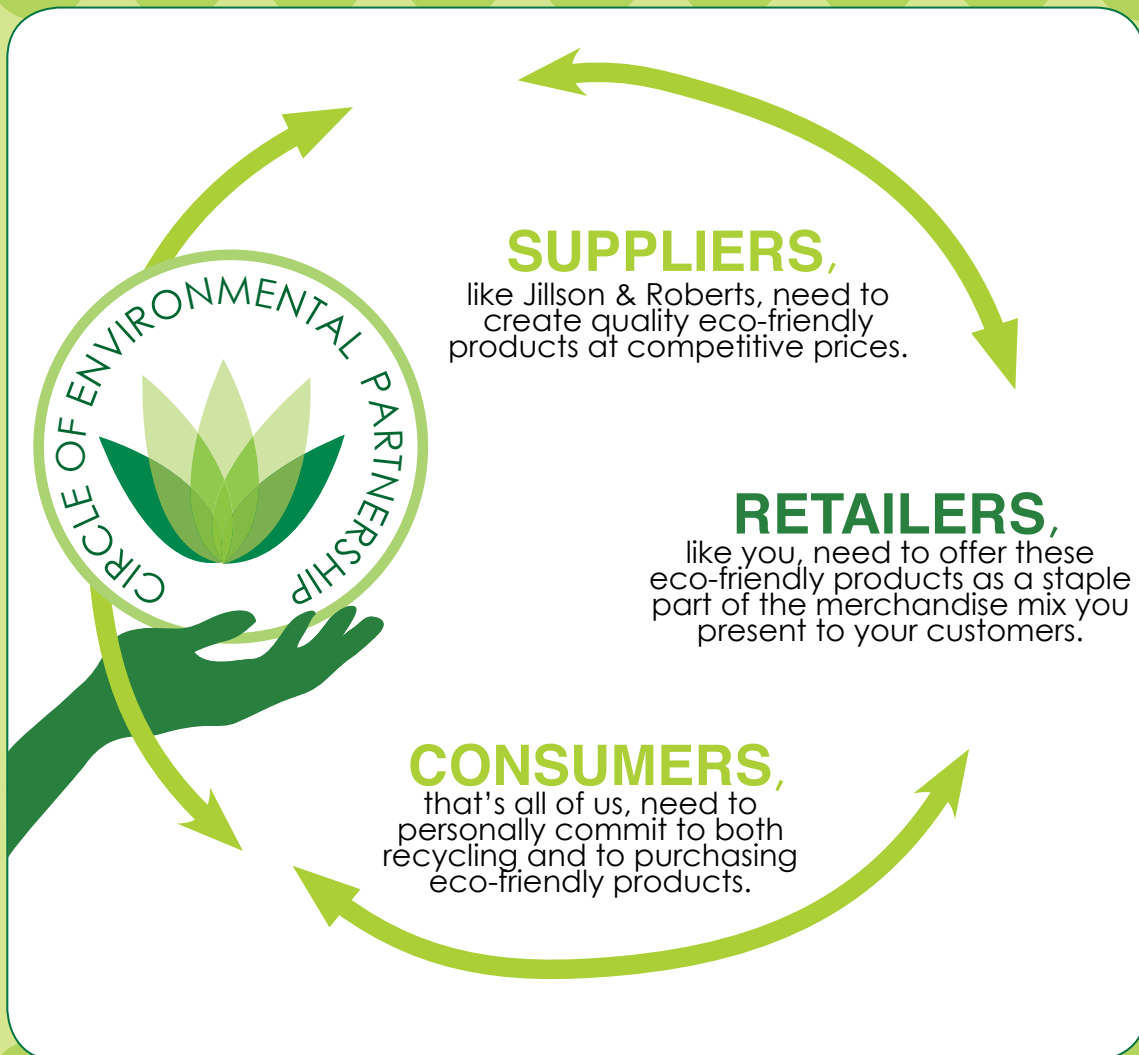 SUPPLIERS,
like Jillson & Roberts, need to
create quality eco-friendly
products at competitive prices.
CIRCLE OF ENVIRONMENTAL PARTNERSHIP
RETAILERS,
like you, need to offer these
eco-friendly products as a staple
part of the merchandise mix you
present to your customers.
CONSUMERS,
that's all of us, need to
personally commit to both
recycling and to purchasing
eco-friendly products.